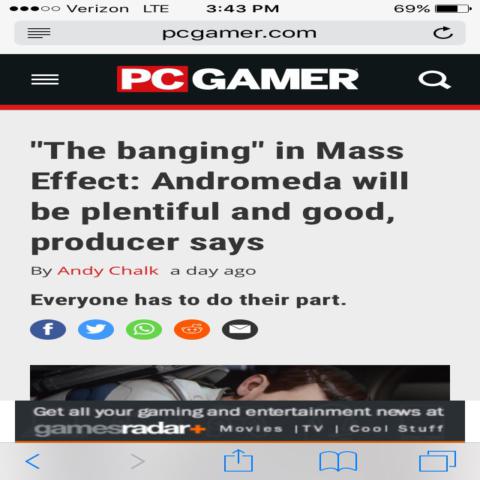 Verizon LTE 3:43 PM 69%
pcgamer.com
PC GAMER
"The banging" in Mass
Effect: Andromeda will
be plentiful and good,
producer says
By Andy Chalk a day ago
Everyone has to do their part.
Get all your gaming and entertainment news at
gamesradar+ Movies | TV | Cool Stuff